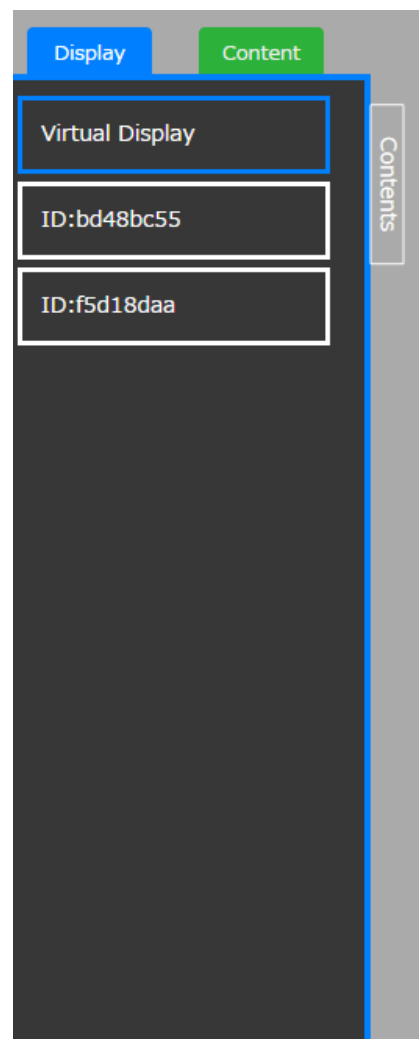 Display
Content
Virtual Display
ID:bd48bc55
ID:f5d18daa
Contents